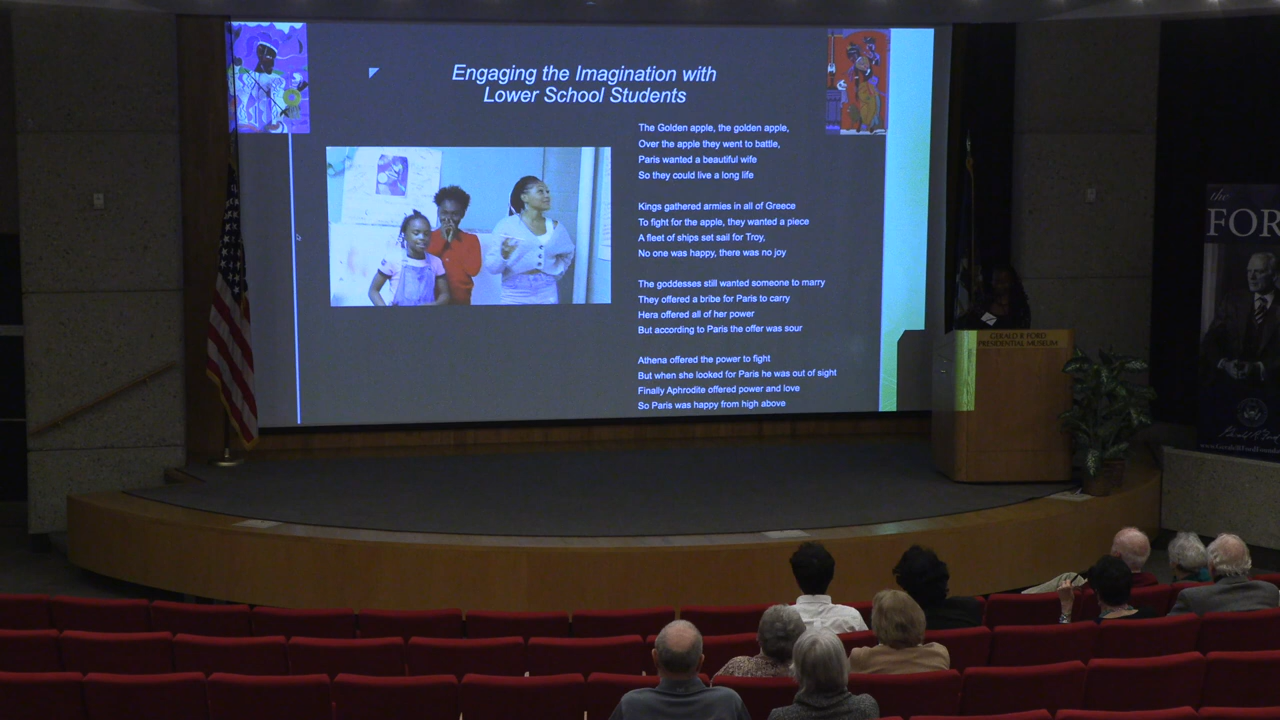 Engaging the Imagination with
Lower School Students
The Golden apple, the golden apple,
Over the apple they went to battle,
Paris wanted a beautiful wife
So they could live a long life
Kings gathered armies in all of Greece
To fight for the apple, they wanted a piece
A fleet of ships set sail for Troy,
No one was happy, there was no joy
The goddesses still wanted someone to marry
They offered a bribe for Paris to carry
Hera offered all of her power
But according to Paris the offer was sour
Athena offered the power to fight
But when she looked for Paris he was out of sight
Finally Aphrodite offered power and love
So Paris was happy from high above
GERALD R FORD
PRESIDENTIAL MUSEUM
the
FOR